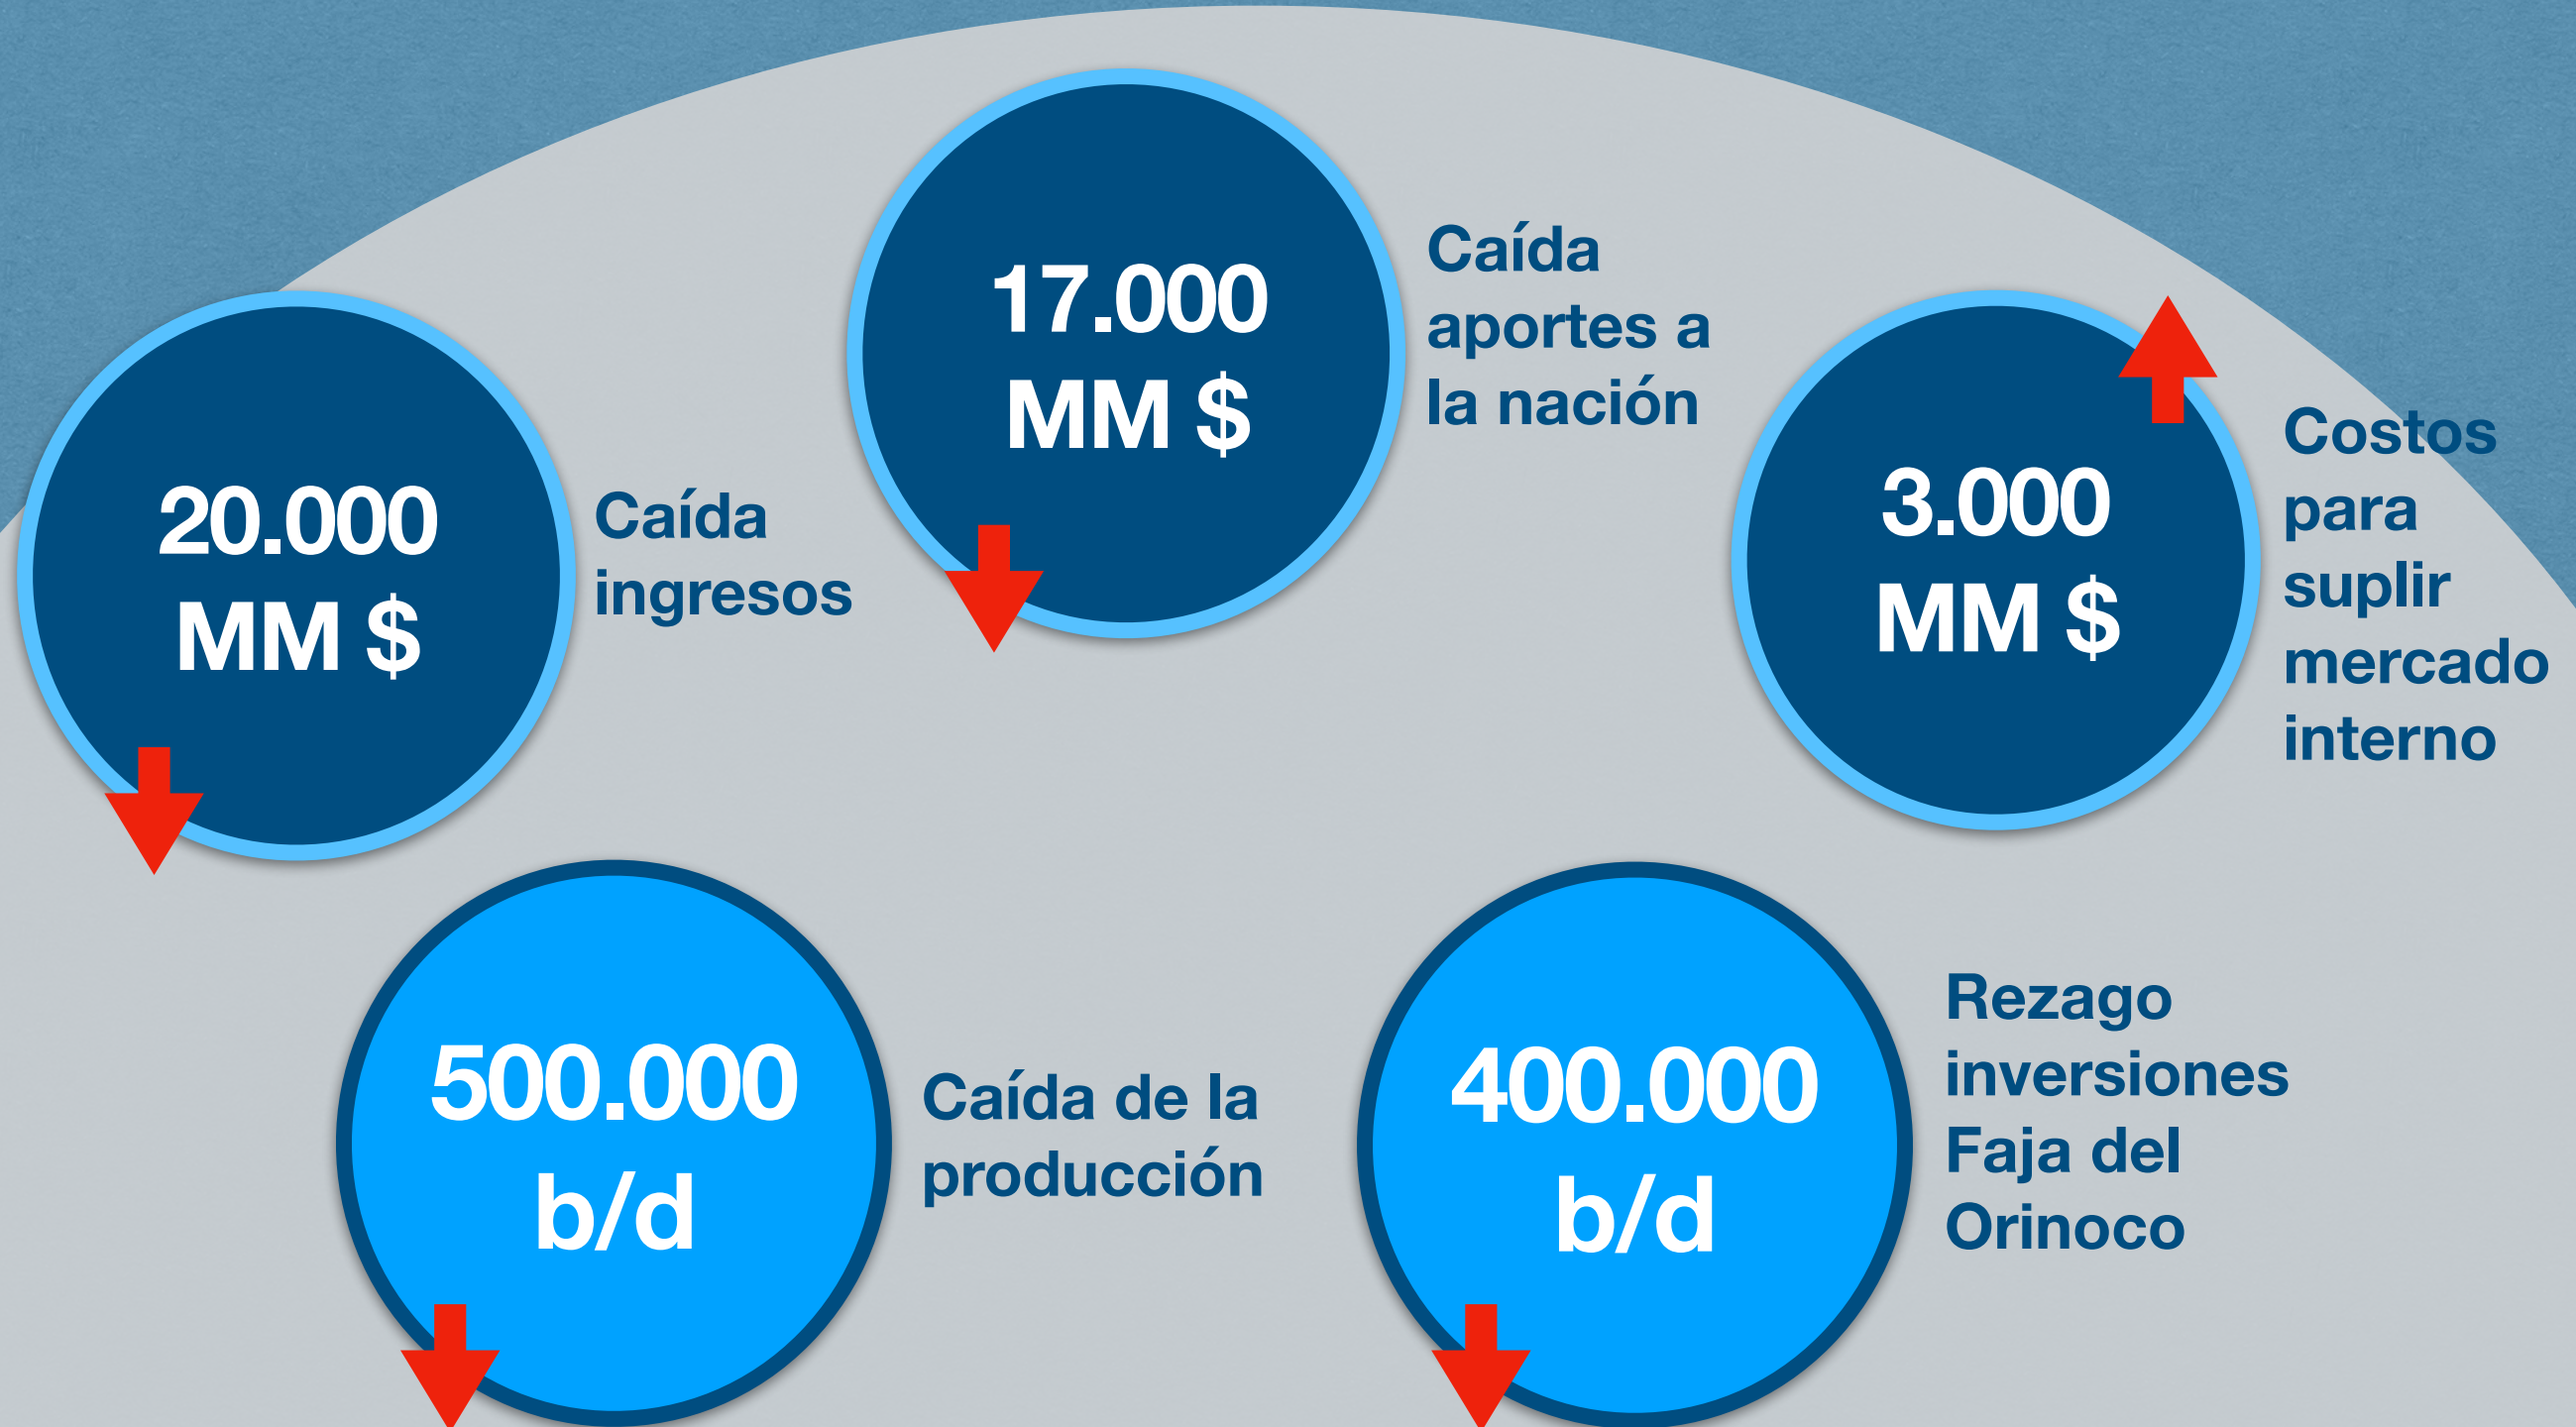 20.000
MM $
Caída
ingresos
17.000
MM $
Caída
aportes a
la nación
3.000
MM $
Costos
para
suplir
mercado
interno
500.000
b/d
Caída de la
producción
400.000
b/d
Rezago
inversiones
Faja del
Orinoco